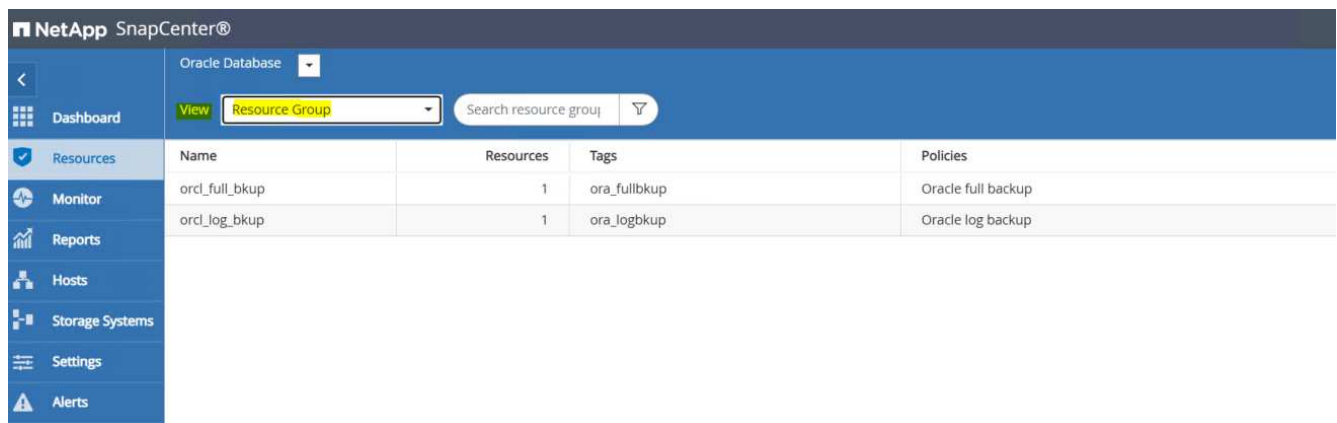 NetApp SnapCenter®
Oracle Database
View Resource Group Search resource group
Dashboard
Resources
Monitor
Reports
Hosts
Storage Systems
Settings
Alerts
Name Resources Tags Policies
orcl_full_bkup 1 ora_fullbkup Oracle full backup
orcl_log_bkup 1 ora_logbkup Oracle log backup